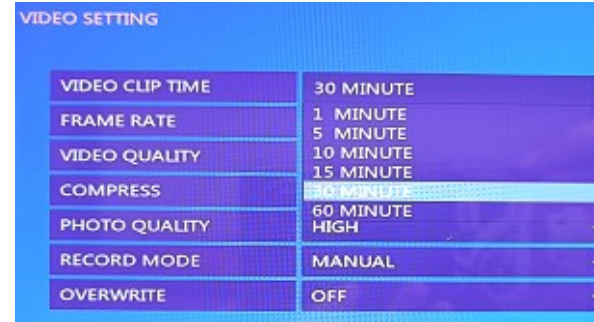 VIDEO SETTING
VIDEO CLIP TIME
30 MINUTE
FRAME RATE
1 MINUTE
5 MINUTE
VIDEO QUALITY
10 MINUTE
15 MINUTE
COMPRESS
30 MINUTE
60 MINUTE
PHOTO QUALITY
HIGH
RECORD MODE
MANUAL
OVERWRITE
OFF